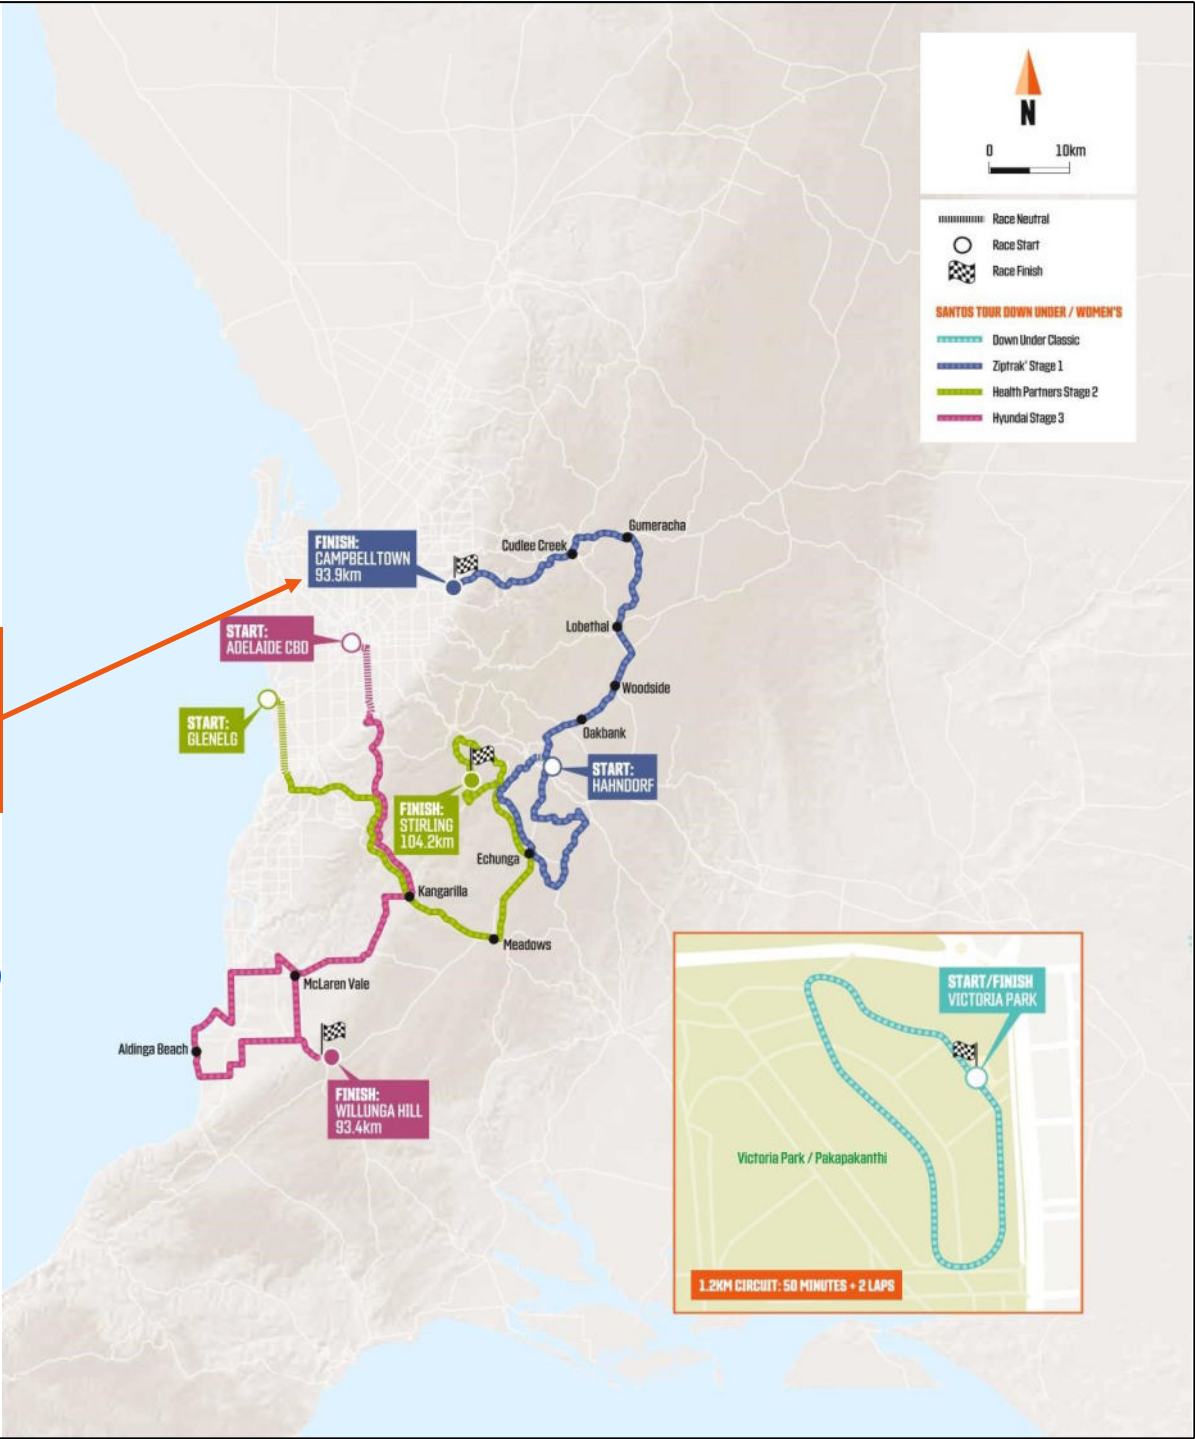 N
0 10km
Race Neutral
Race Start
Race Finish
SANTOS TOUR DOWN UNDER / WOMEN'S
Down Under Classic
Ziptrak® Stage 1
Health Partners Stage 2
Hyundai Stage 3
Gumeracha
Cudlee Creek
FINISH:
CAMPBELLTOWN
93.9km
Lobethal
START:
ADELAIDE CBD
Woodside
START:
GLENELG
Oakbank
START:
HAHNDORF
FINISH:
STIRLING
104.2km
Echunga
Kangarilla
Meadows
McLaren Vale
Aldinga Beach
FINISH:
WILLUNGA HILL
93.4km
START/FINISH
VICTORIA PARK
Victoria Park / Pakapakanthi
1.2KM CIRCUIT: 50 MINUTES + 2 LAPS